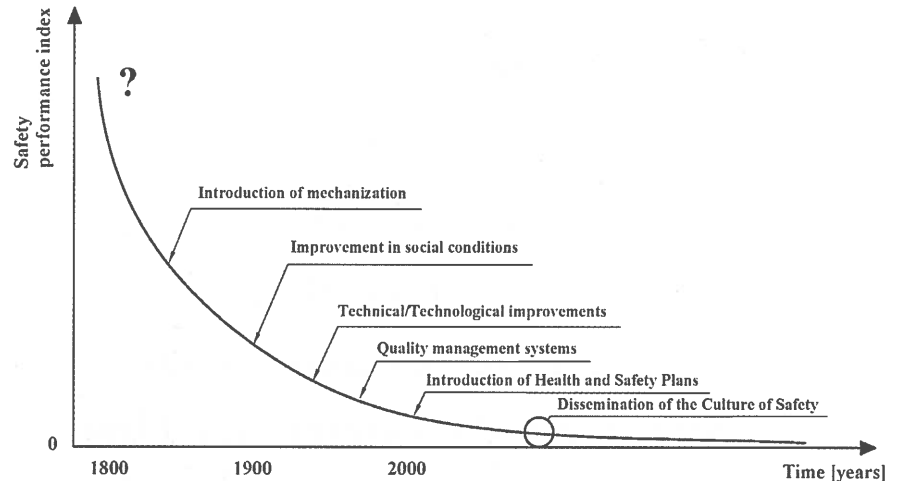 Safety
performance index
?
Introduction of mechanization
Improvement in social conditions
Technical/Technological improvements
Quality management systems
Introduction of Health and Safety Plans
Dissemination of the Culture of Safety
0
1800 1900 2000 Time [years]